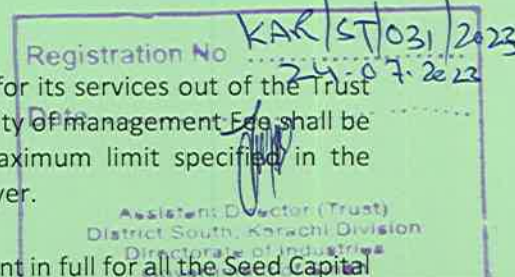 Registration No KAR/ST/031/2023
for its services out of the Trust
24.07.2023
Date
ty of management Fee shall be
aximum limit specified in the
ver.
Assistent Director (Trust)
District South, Karachi Division
Directorate of Industries
nt in full for all the Seed Capital